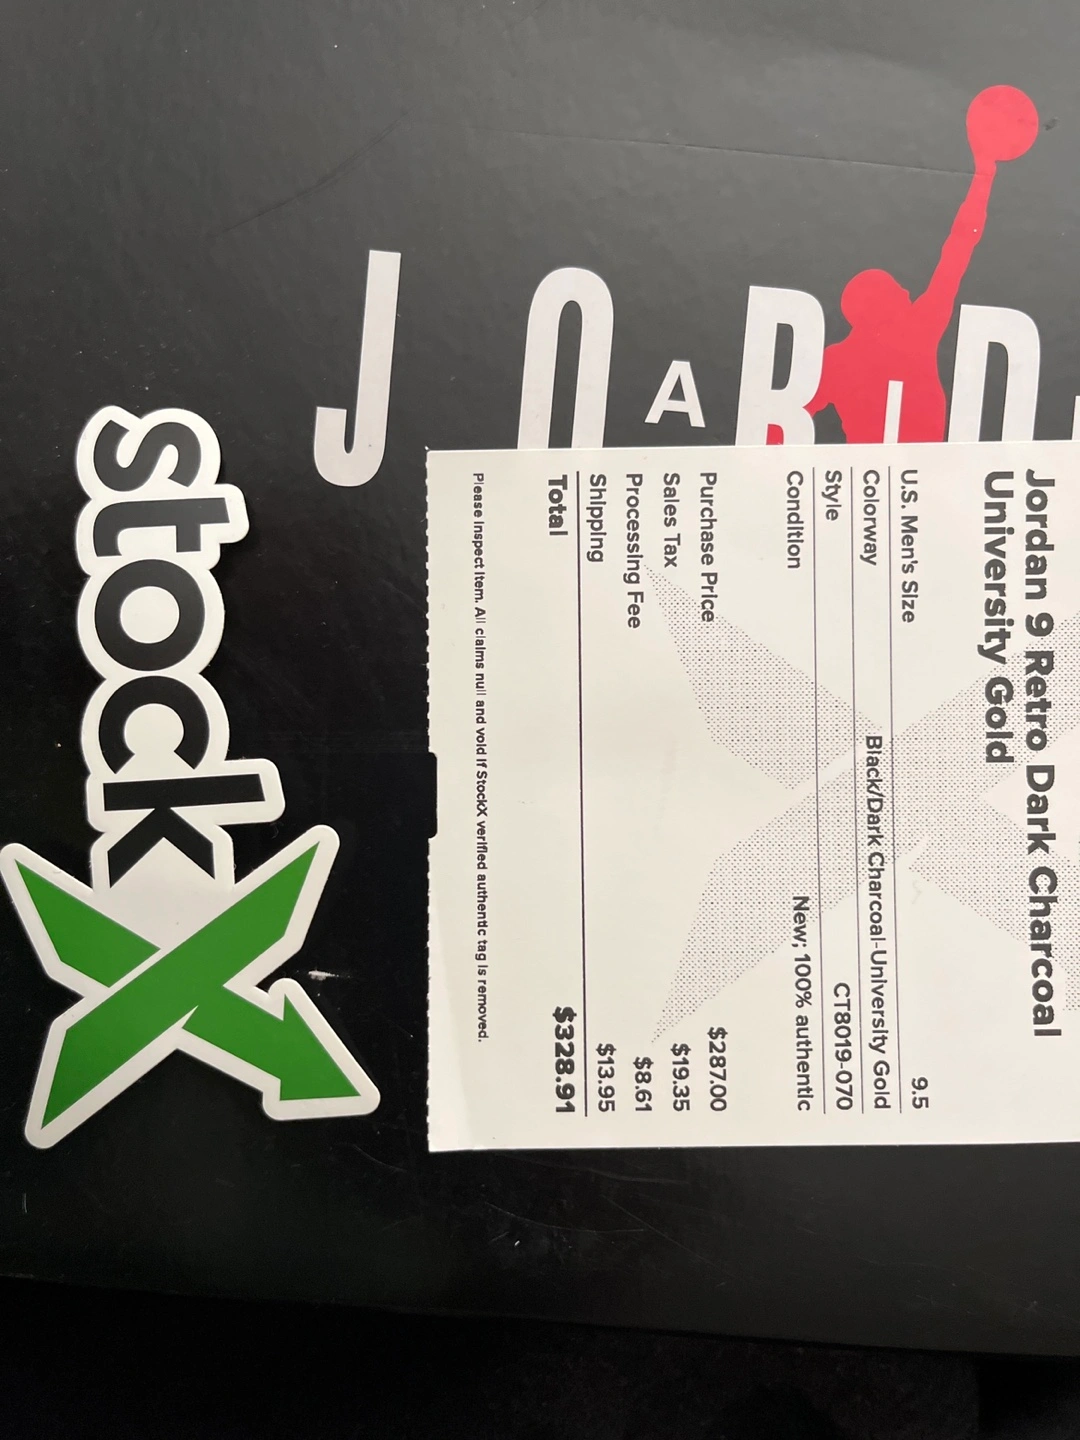 JORDA
Jordan 9 Retro Dark Charcoal
University Gold
U.S. Men's Size 9.5
Colorway Black/Dark Charcoal-University Gold
Style CT8019-070
Condition New; 100% authentic
Purchase Price $287.00
Sales Tax $19.35
Processing Fee $8.61
Shipping $13.95
Total $328.91
Please inspect item. All claims null and void if StockX verified authentic tag is removed.
stockX